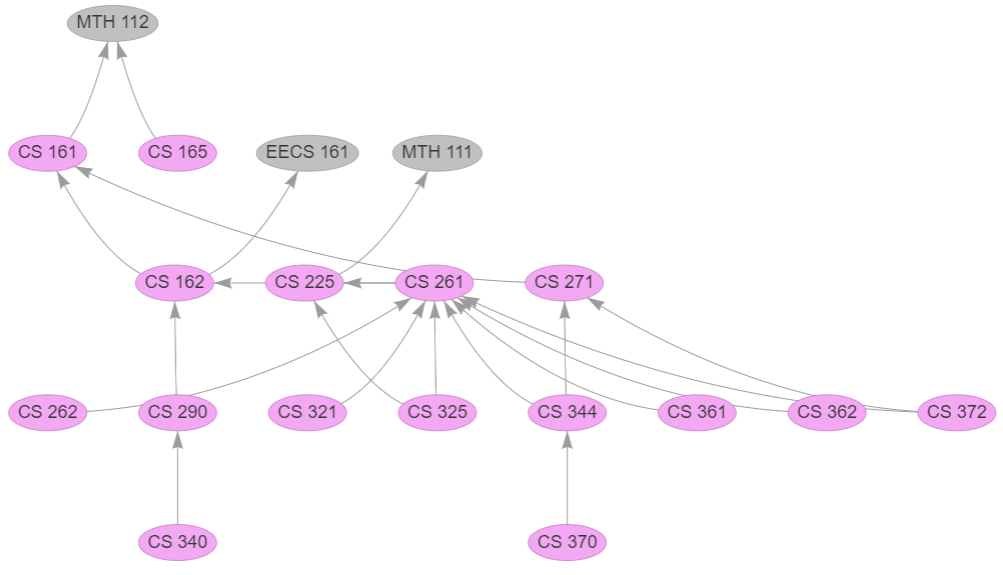 MTH 112
CS 161
CS 165
EECS 161
MTH 111
CS 162
CS 225
CS 261
CS 271
CS 262
CS 290
CS 321
CS 325
CS 344
CS 361
CS 362
CS 372
CS 340
CS 370